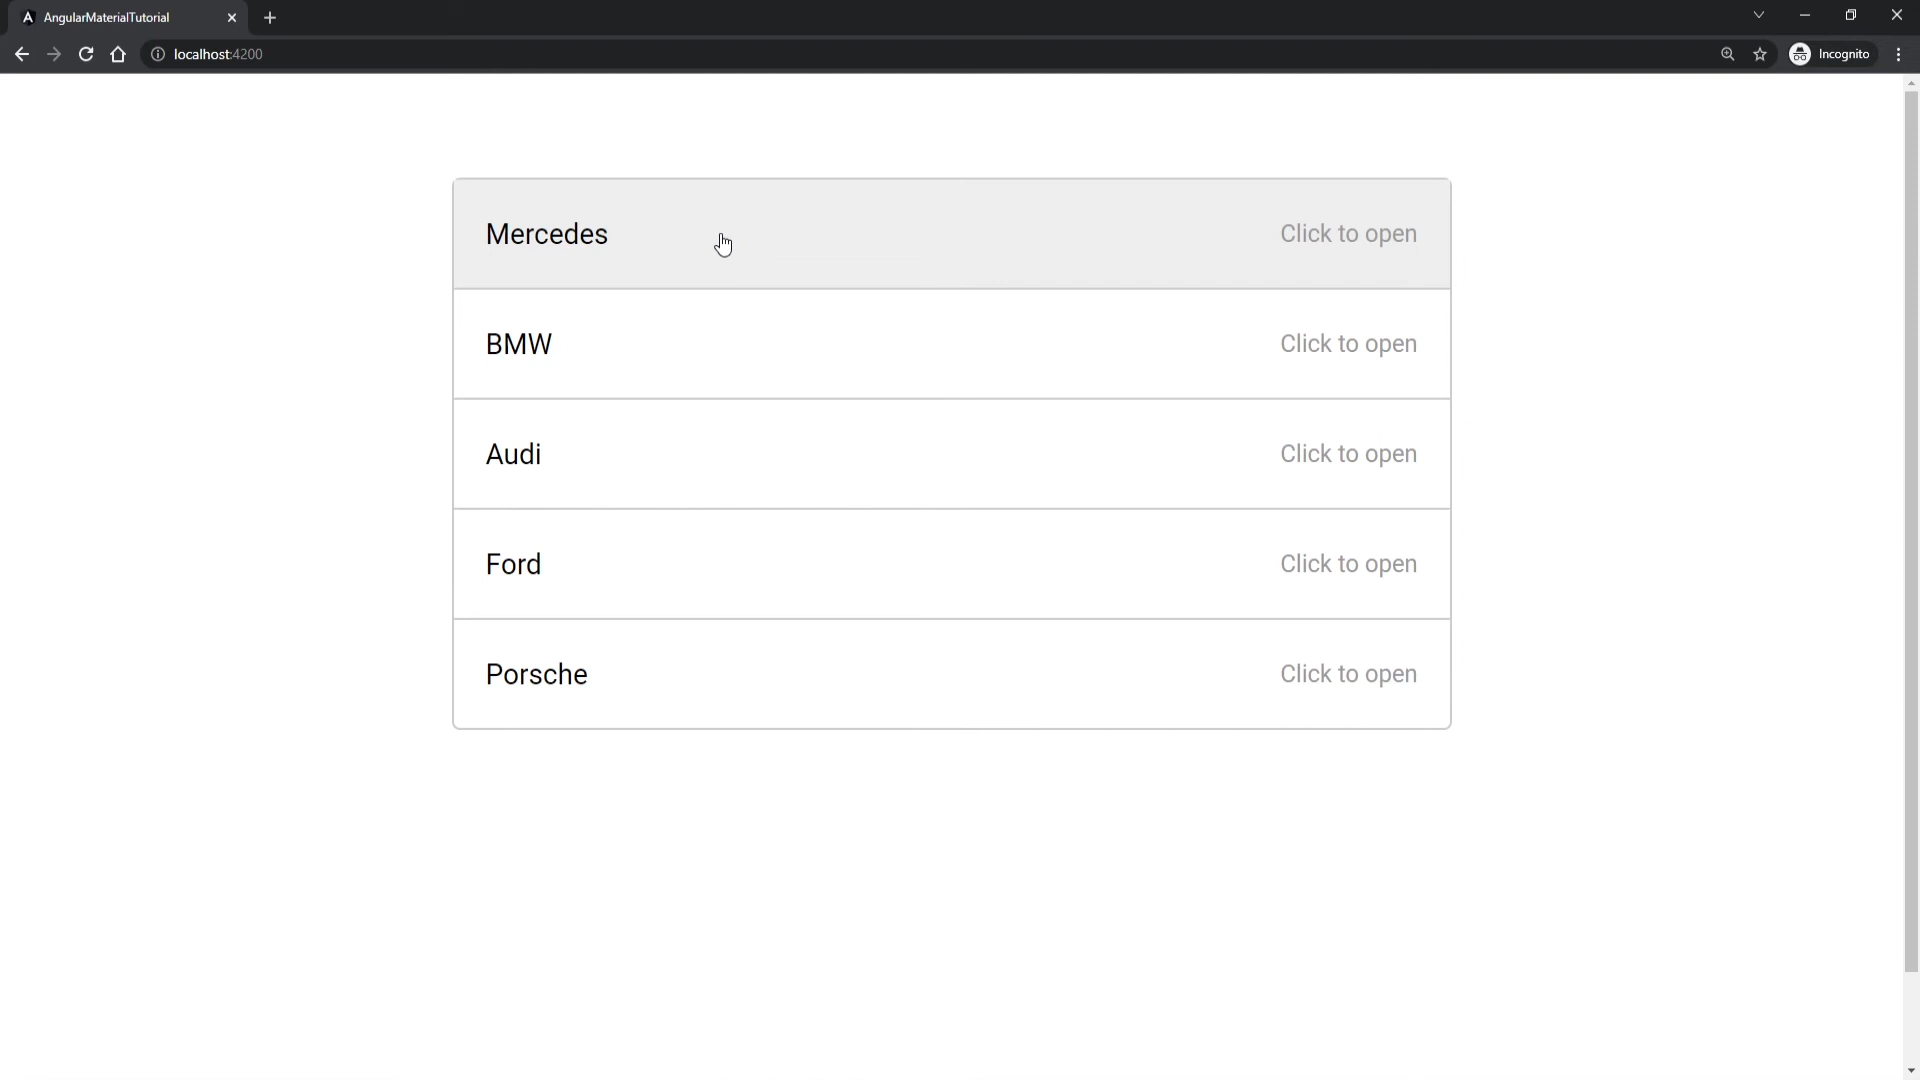 AngularMaterialTutorial
localhost:4200
Incognito
Mercedes Click to open
BMW Click to open
Audi Click to open
Ford Click to open
Porsche Click to open